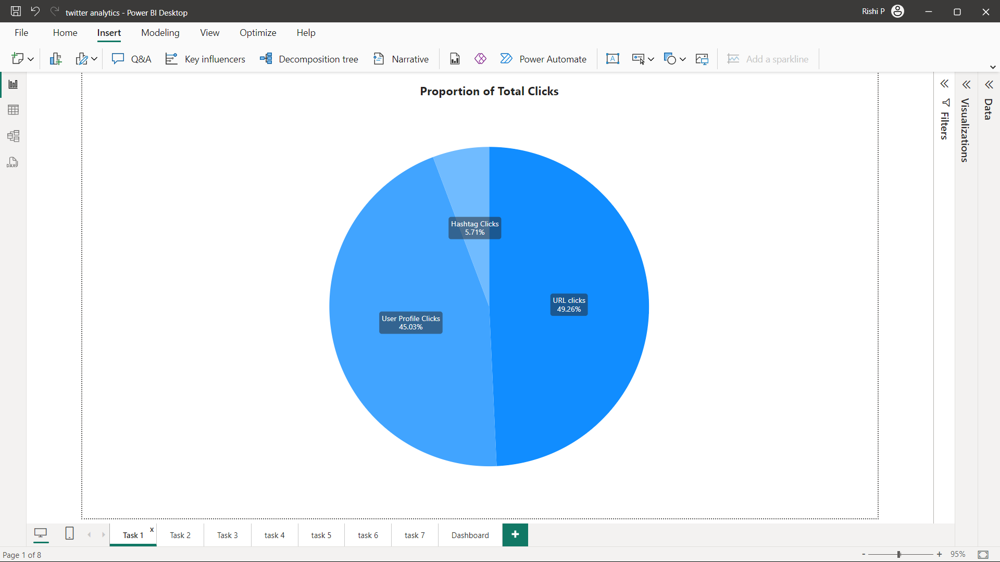 twitter analytics - Power BI Desktop
Rishi P
File Home Insert Modeling View Optimize Help
Q&A Key influencers Decomposition tree Narrative Power Automate A Add a sparkline
DAX
Proportion of Total Clicks
Hashtag Clicks
5.71%
URL clicks
49.26%
User Profile Clicks
45.03%
Filters
Visualizations
Data
Task 1 x Task 2 Task 3 task 4 task 5 task 6 task 7 Dashboard +
Page 1 of 8
- + 95%